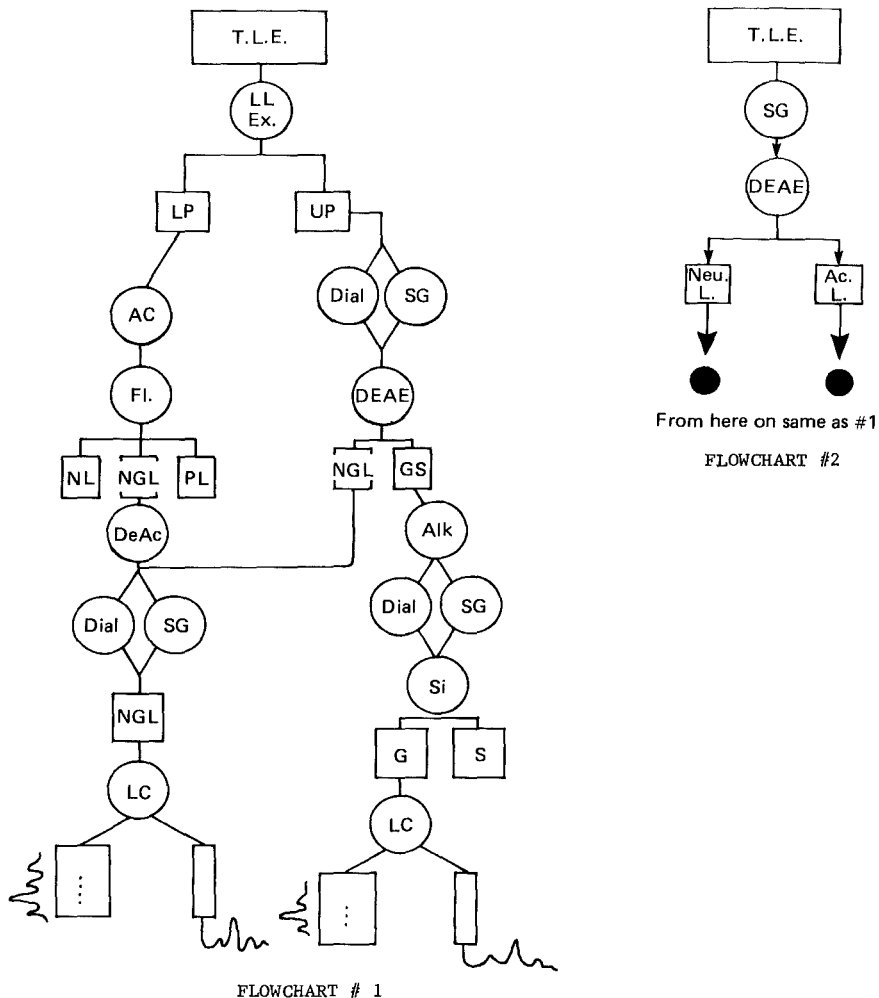 T.L.E.
LL
Ex.
LP
UP
AC
Dial
SG
Fl.
DEAE
NL
NGL
PL
NGL
GS
DeAc
Alk
Dial
SG
Dial
SG
Si
NGL
G
S
LC
LC
FLOWCHART # 1
T.L.E.
SG
DEAE
Neu.
L.
Ac.
L.
From here on same as #1
FLOWCHART #2